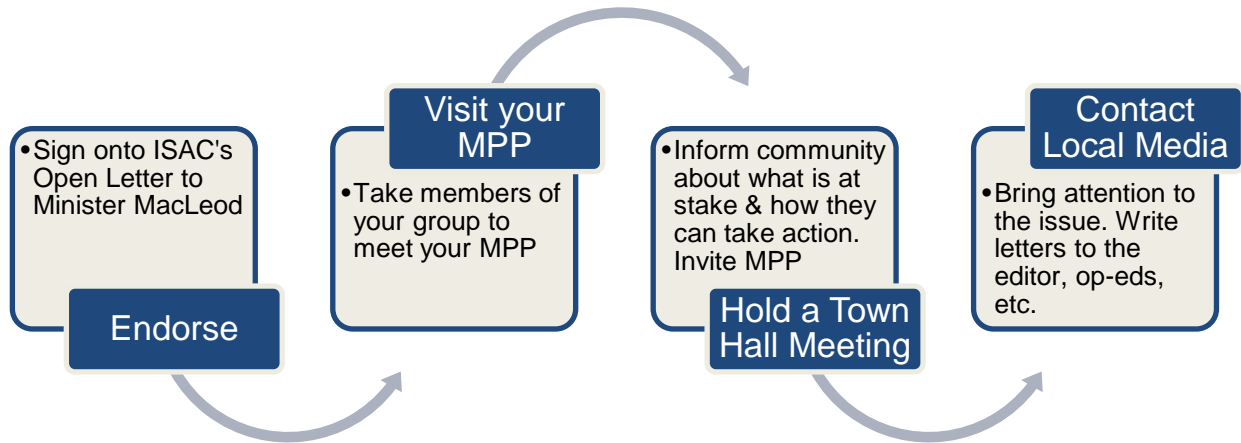 •Sign onto ISAC's
Open Letter to
Minister MacLeod
Endorse
Visit your
MPP
•Take members of
your group to
meet your MPP
•Inform community
about what is at
stake & how they
can take action.
Invite MPP
Hold a Town
Hall Meeting
Contact
Local Media
•Bring attention to
the issue. Write
letters to the
editor, op-eds,
etc.